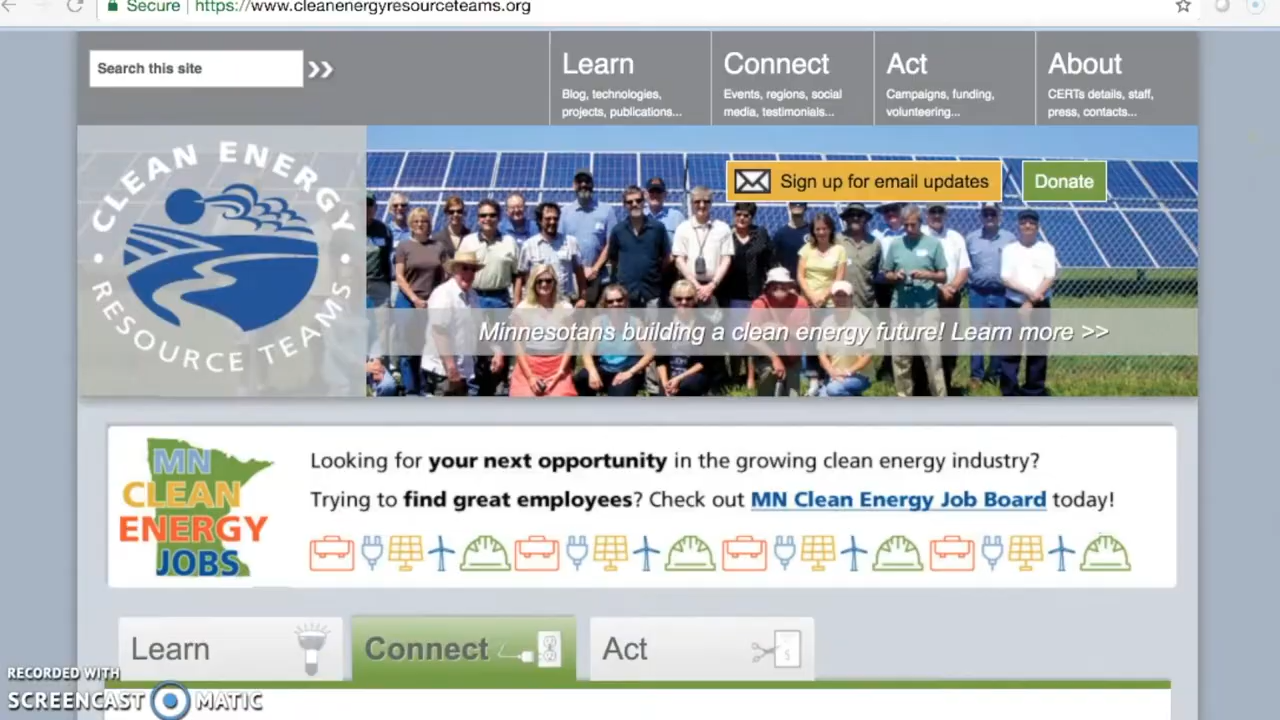 Secure https://www.cleanenergyresourceteams.org
Search this site
Learn
Blog, technologies,
projects, publications...
Connect
Events, regions, social
media, testimonials...
Act
Campaigns, funding,
volunteering...
About
CERTs details, staff,
press, contacts...
CLEAN ENERGY
RESOURCE TEAMS
Sign up for email updates
Donate
Minnesotans building a clean energy future! Learn more >>
MN
CLEAN
ENERGY
JOBS
Looking for your next opportunity in the growing clean energy industry?
Trying to find great employees? Check out MN Clean Energy Job Board today!
Learn
Connect
Act
$
RECORDED WITH
SCREENCAST MATIC